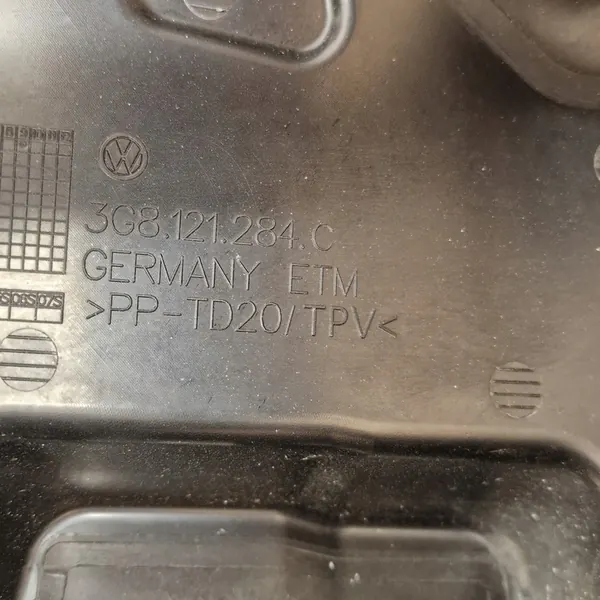 3G8.121.284.C
GERMANY ETM
>PP-TD20/TPV<